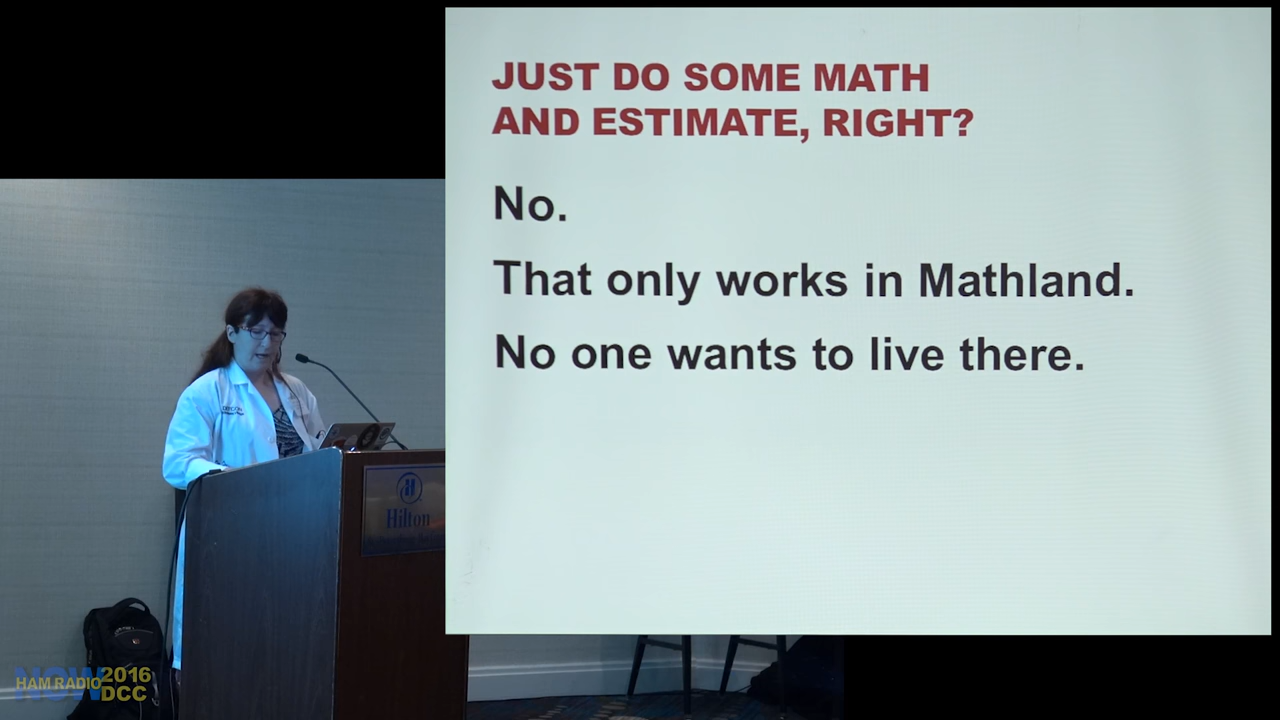 JUST DO SOME MATH
AND ESTIMATE, RIGHT?
No.
That only works in Mathland.
No one wants to live there.
Hilton
HAM RADIO NOW 2016
DCC